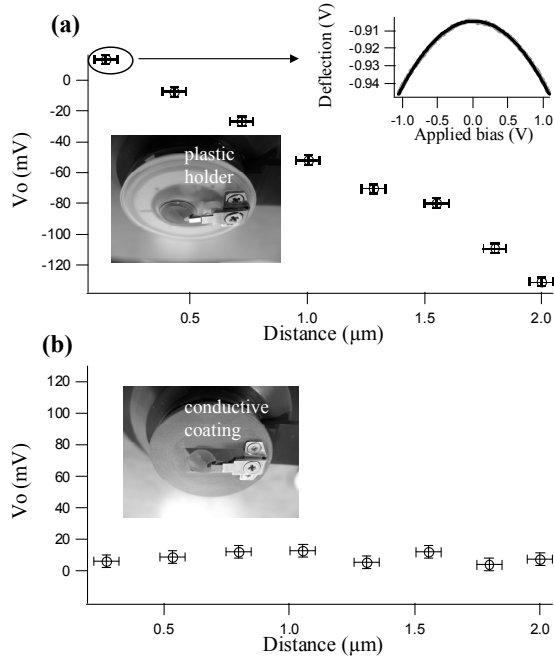 (a)
Deflection (V)
-0.91
-0.92
-0.93
-0.94
-1.0 -0.5 0.0 0.5 1.0
Applied bias (V)
Vo (mV)
0
-20
-40
-60
-80
-100
-120
plastic
holder
0.5 1.0 1.5 2.0
Distance (μm)
(b)
Vo (mV)
120
100
80
60
40
20
0
conductive
coating
0.5 1.0 1.5 2.0
Distance (μm)